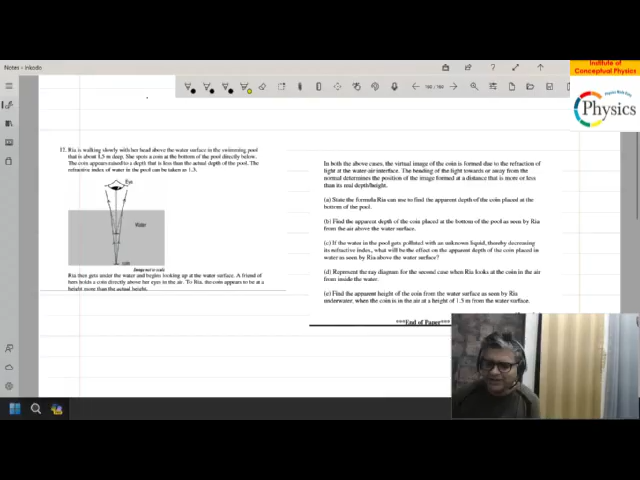 Notes - Inkodo
Institute of
Conceptual Physics
Physics
12. Ria is walking slowly with her head above the water surface in the swimming pool
that is about 1.5 m deep. She spots a coin at the bottom of the pool directly below.
The coin appears raised to a depth that is less than the actual depth of the pool. The
refractive index of water in the pool can be taken as 1.3.
Eye
Water
coin
Image not to scale
Ria then gets under the water and begins looking up at the water surface. A friend of
hers holds a coin directly above her eyes in the air. To Ria, the coin appears to be at a
height more than the actual height.
In both the above cases, the virtual image of the coin is formed due to the refraction of
light at the water-air interface. The bending of the light towards or away from the
normal determines the position of the image formed at a distance that is more or less
than its real depth/height.
(a) State the formula Ria can use to find the apparent depth of the coin placed at the
bottom of the pool.
(b) Find the apparent depth of the coin placed at the bottom of the pool as seen by Ria
from the air above the water surface.
(c) If the water in the pool gets polluted with an unknown liquid, thereby decreasing
its refractive index, what will be the effect on the apparent depth of the coin placed in
water as seen by Ria above the water surface?
(d) Represent the ray diagram for the second case when Ria looks at the coin in the air
from inside the water.
(e) Find the apparent height of the coin from the water surface as seen by Ria
underwater, when the coin is in the air at a height of 1.5 m from the water surface.
***End of Paper***